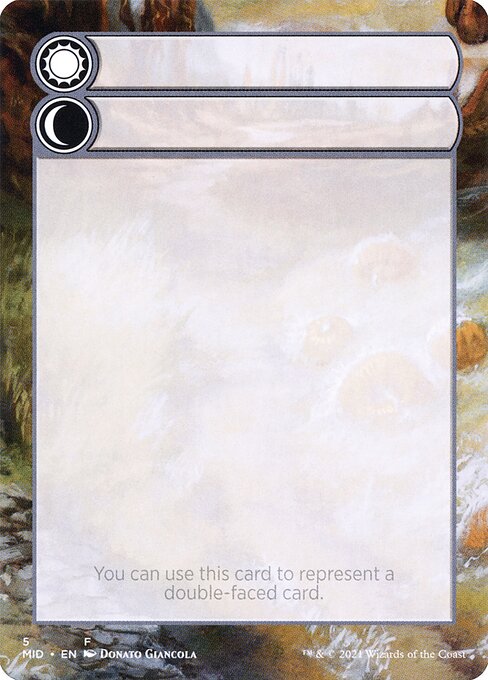 You can use this card to represent a
double-faced card.
5 F
MID • EN Donato Giancola
™ & © 2021 Wizards of the Coast